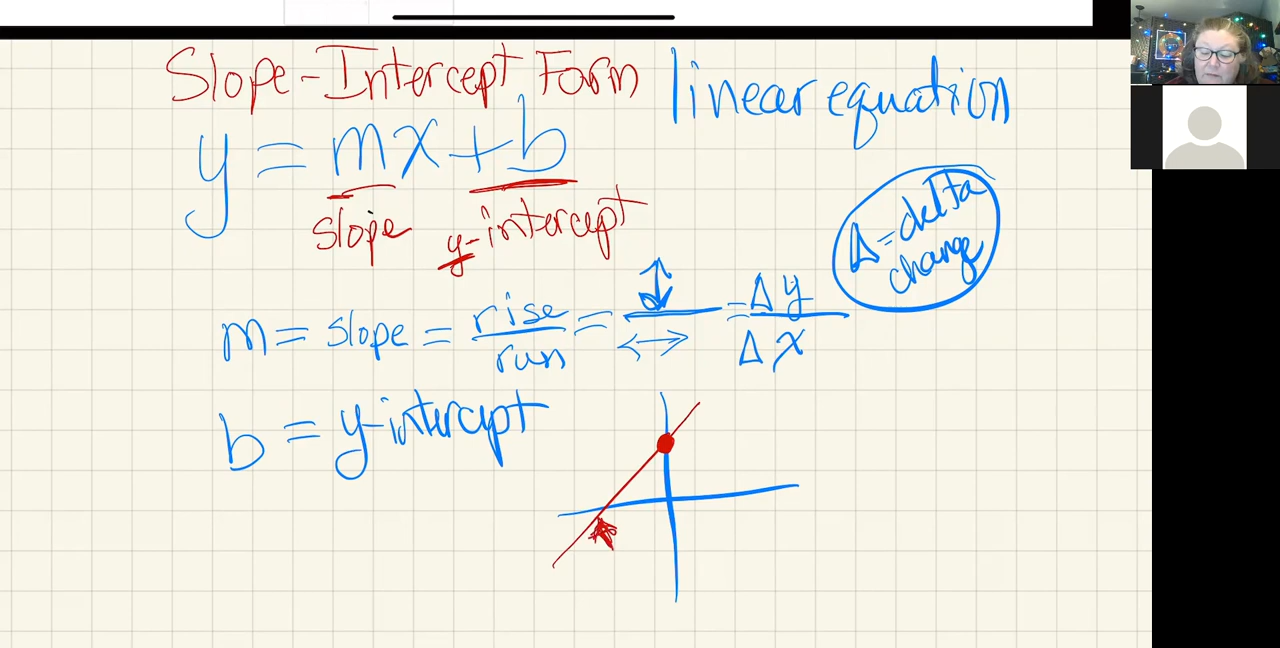 Slope-Intercept Form linear equation
y = mx + b
slope y-intercept
Δ = delta
change
m = slope = rise/run = ↕/↔ = Δy/Δx
b = y-intercept